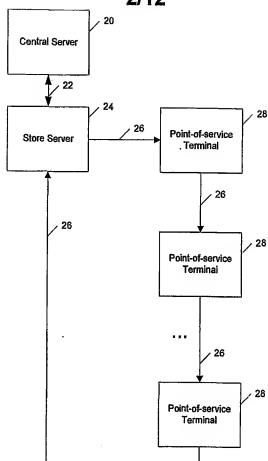 2/12
20
Central Server
22
24
Store Server
26
28
Point-of-service
. Terminal
26
26
28
Point-of-service
Terminal
...
26
28
Point-of-service
Terminal